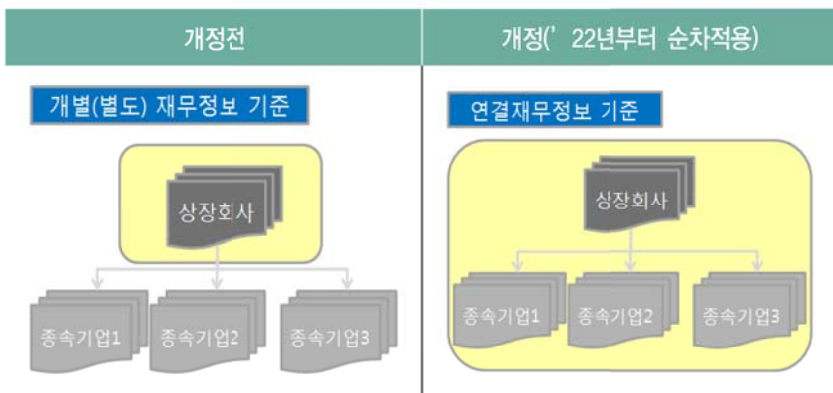 개정전
개정(’22년부터 순차적용)
개별(별도) 재무정보 기준
연결재무정보 기준
상장회사
상장회사
종속기업1
종속기업2
종속기업3
종속기업1
종속기업2
종속기업3